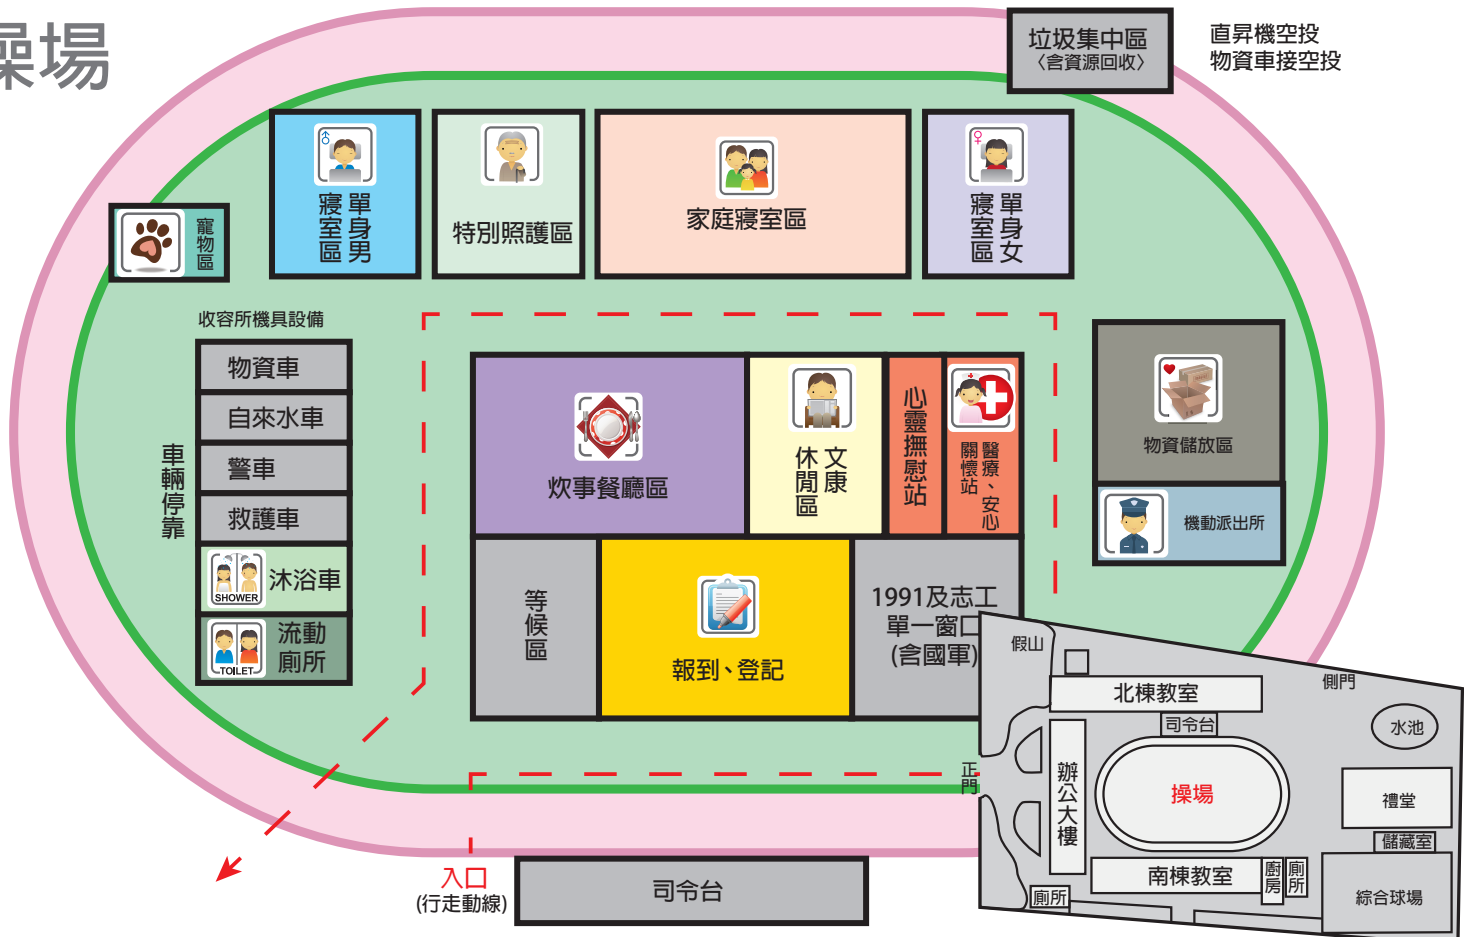 操場
垃圾集中區
〈含資源回收〉
直昇機空投
物資車接空投
單身男
寢室區
特別照護區
家庭寢室區
單身女
寢室區
寵物區
收容所機具設備
車輛停靠
物資車
自來水車
警車
救護車
SHOWER
沐浴車
TOILET
流動
廁所
炊事餐廳區
文康
休閒區
心靈撫慰站
醫療、安心
關懷站
物資儲放區
機動派出所
等候區
報到、登記
1991及志工
單一窗口
(含國軍)
入口
(行走動線)
司令台
假山
側門
北棟教室
司令台
水池
正門
辦公大樓
操場
禮堂
儲藏室
南棟教室
廚房
廁所
廁所
綜合球場